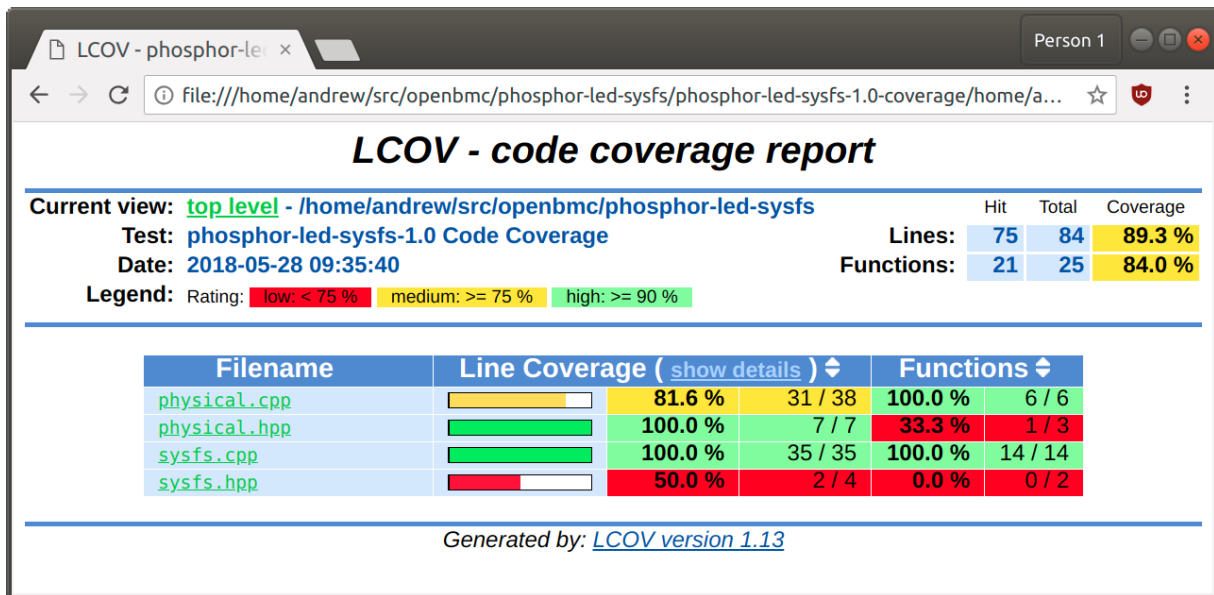 LCOV - phosphor-le ×
Person 1
file:///home/andrew/src/openbmc/phosphor-led-sysfs/phosphor-led-sysfs-1.0-coverage/home/a...
LCOV - code coverage report
Current view: top level - /home/andrew/src/openbmc/phosphor-led-sysfs Hit Total Coverage
Test: phosphor-led-sysfs-1.0 Code Coverage Lines: 75 84 89.3 %
Date: 2018-05-28 09:35:40 Functions: 21 25 84.0 %
Legend: Rating: low: < 75 % medium: >= 75 % high: >= 90 %
Filename Line Coverage ( show details ) Functions
physical.cpp 81.6 % 31 / 38 100.0 % 6 / 6
physical.hpp 100.0 % 7 / 7 33.3 % 1 / 3
sysfs.cpp 100.0 % 35 / 35 100.0 % 14 / 14
sysfs.hpp 50.0 % 2 / 4 0.0 % 0 / 2
Generated by: LCOV version 1.13